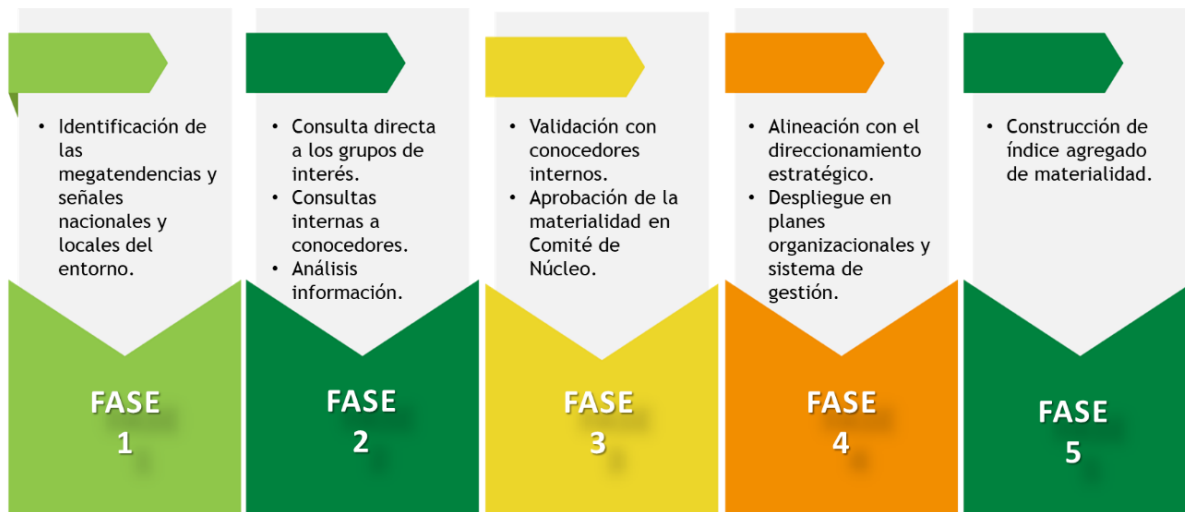 • Identificación de
las
megatendencias y
señales
nacionales y
locales del
entorno.
FASE
1
• Consulta directa
a los grupos de
interés.
• Consultas
internas a
conocedores.
• Análisis
información.
FASE
2
• Validación con
conocedores
internos.
• Aprobación de la
materialidad en
Comité de
Núcleo.
FASE
3
• Alineación con el
direccionamiento
estratégico.
• Despliegue en
planes
organizacionales y
sistema de
gestión.
FASE
4
• Construcción de
índice agregado
de materialidad.
FASE
5